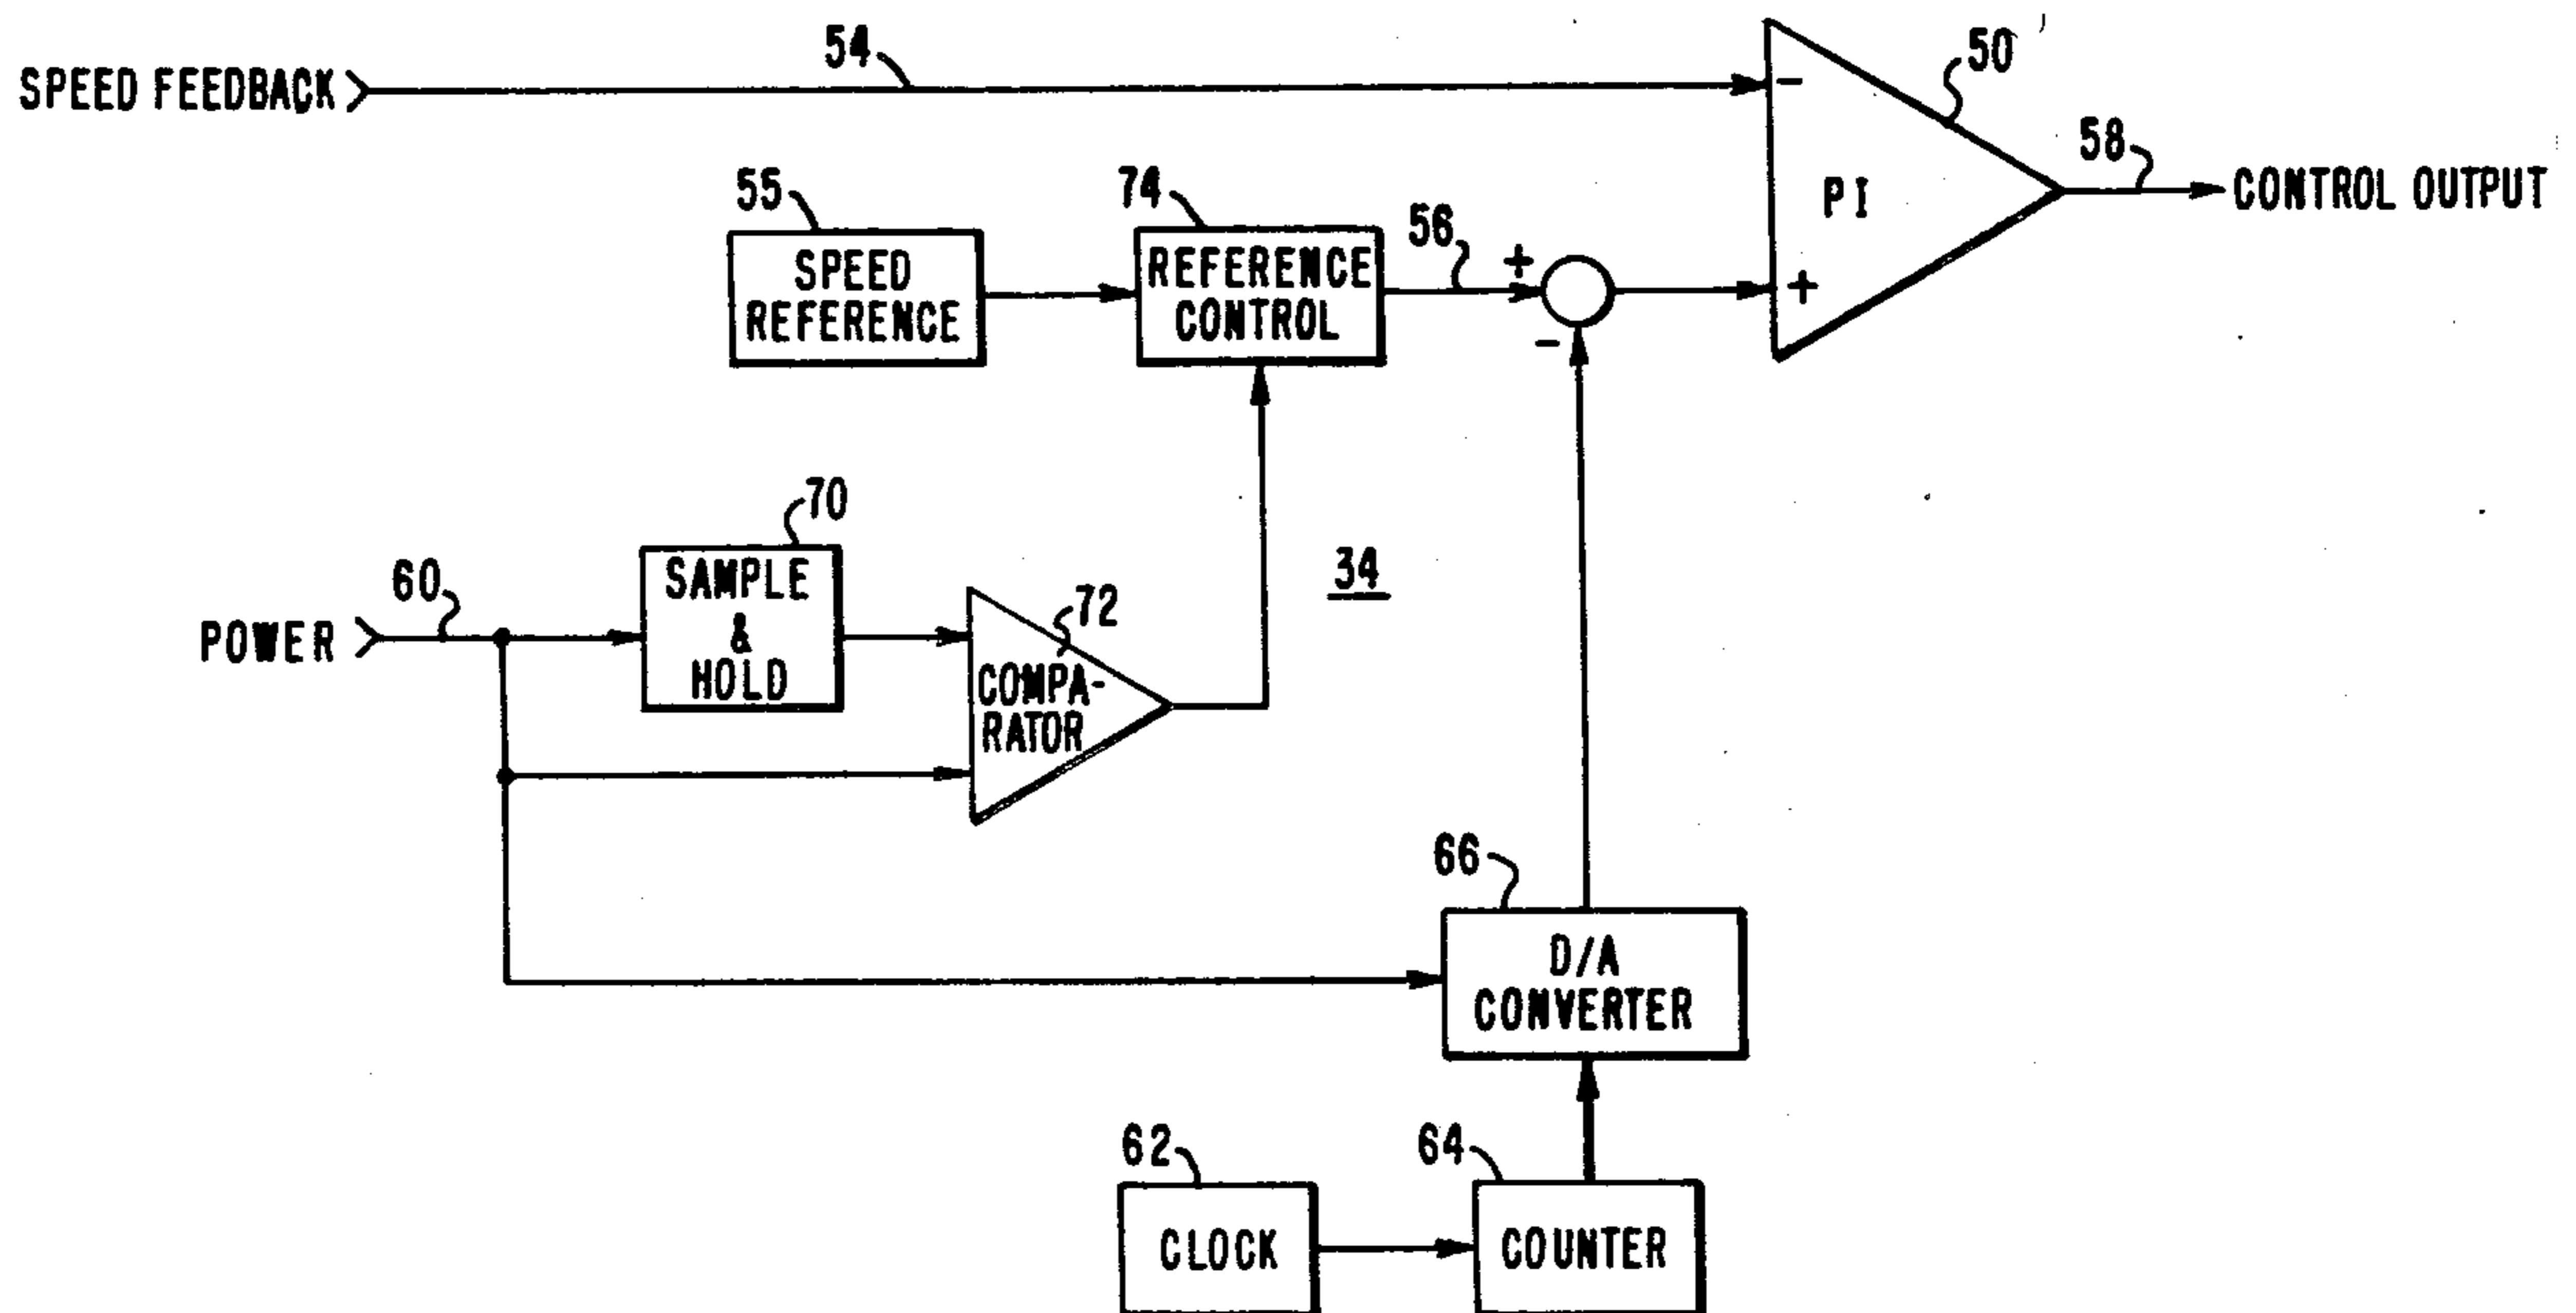 54
50
SPEED FEEDBACK
-
58
PI
CONTROL OUTPUT
55
74
56
SPEED
REFERENCE
REFERENCE
CONTROL
+
+
-
70
60
SAMPLE
&
HOLD
34
72
POWER
COMPA-
RATOR
66
D/A
CONVERTER
62
64
CLOCK
COUNTER